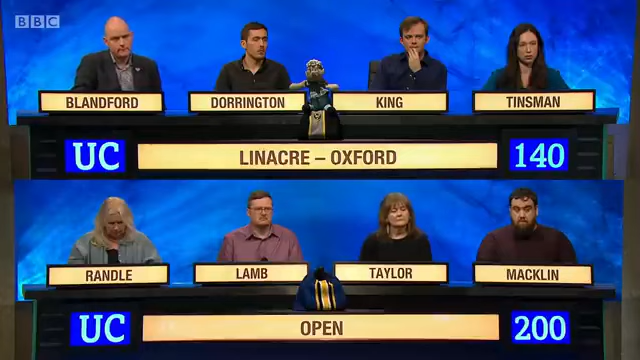 BBC
BLANDFORD
DORRINGTON
KING
TINSMAN
UC
LINACRE – OXFORD
140
RANDLE
LAMB
TAYLOR
MACKLIN
UC
OPEN
200